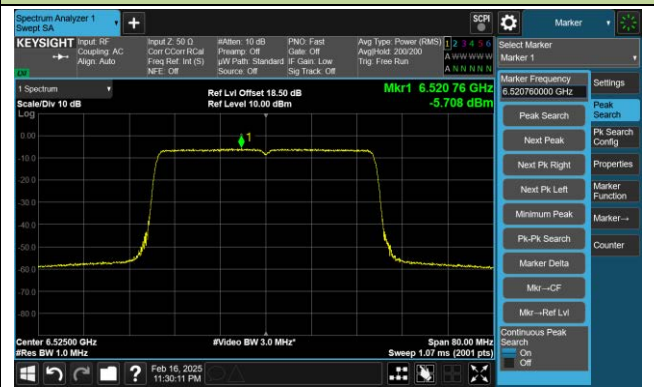 Spectrum Analyzer 1
Swept SA
SCPI
Marker
KEYSIGHT
Input: RF
Coupling: AC
Align: Auto
Input Z: 50 Ω
Corr CCorr RCal
Freq Ref: Int (S)
NFE: Off
#Atten: 10 dB
Preamp: Off
µW Path: Standard
Source: Off
PNO: Fast
Gate: Off
IF Gain: Low
Sig Track: Off
Avg Type: Power (RMS)
Avg|Hold: 200/200
Trig: Free Run
1 2 3 4 5 6
A W W W W W
A N N N N N
Select Marker
Marker 1
1 Spectrum
Scale/Div 10 dB
Log
Ref Lvl Offset 18.50 dB
Ref Level 10.00 dBm
Mkr1 6.520 76 GHz
-5.708 dBm
0.00
-10.0
-20.0
-30.0
-40.0
-50.0
-60.0
-70.0
-80.0
1
Center 6.52500 GHz
#Res BW 1.0 MHz
#Video BW 3.0 MHz*
Span 80.00 MHz
Sweep 1.07 ms (2001 pts)
Marker Frequency
6.520760000 GHz
Peak Search
Next Peak
Next Pk Right
Next Pk Left
Minimum Peak
Pk-Pk Search
Marker Delta
Mkr→CF
Mkr→Ref Lvl
Continuous Peak
Search
On
Off
Settings
Peak
Search
Pk Search
Config
Properties
Marker
Function
Marker→
Counter
?
Feb 16, 2025
11:30:11 PM